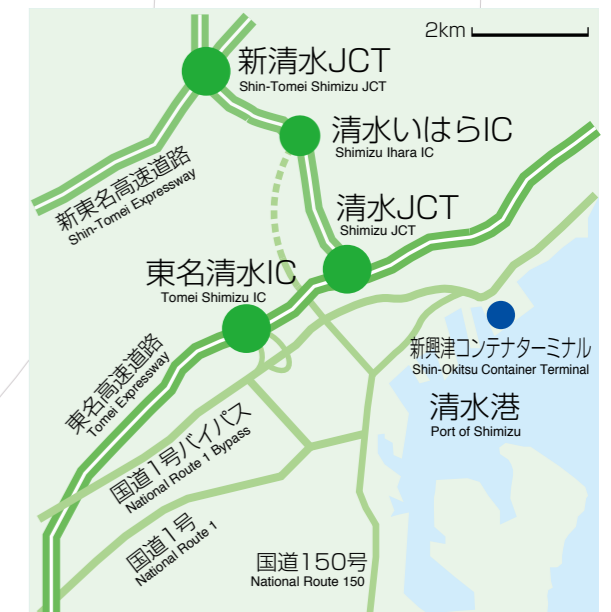 2km
新清水JCT
Shin-Tomei Shimizu JCT
清水いはらIC
Shimizu Ihara IC
新東名高速道路
Shin-Tomei Expressway
清水JCT
Shimizu JCT
東名清水IC
Tomei Shimizu IC
新興津コンテナターミナル
Shin-Okitsu Container Terminal
東名高速道路
Tomei Expressway
清水港
Port of Shimizu
国道1号バイパス
National Route 1 Bypass
国道1号
National Route 1
国道150号
National Route 150